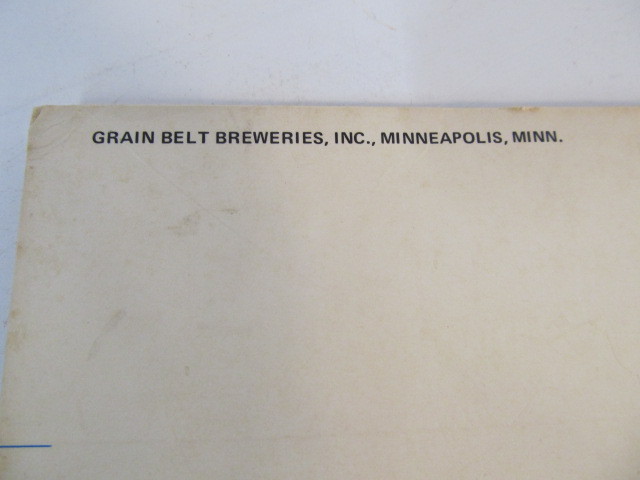 GRAIN BELT BREWERIES, INC., MINNEAPOLIS, MINN.